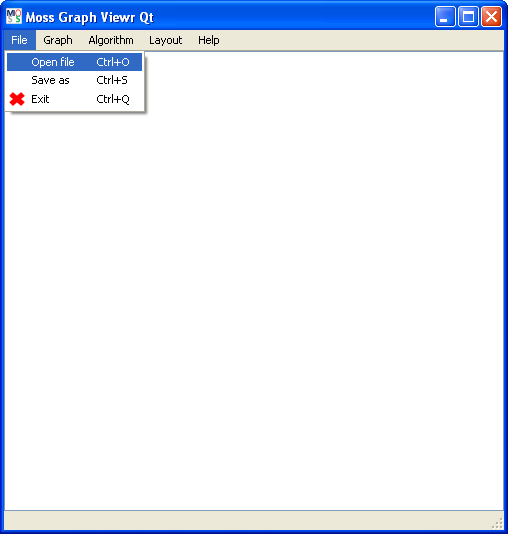 Moss Graph Viewr Qt
File Graph Algorithm Layout Help
Open file Ctrl+O
Save as Ctrl+S
Exit Ctrl+Q